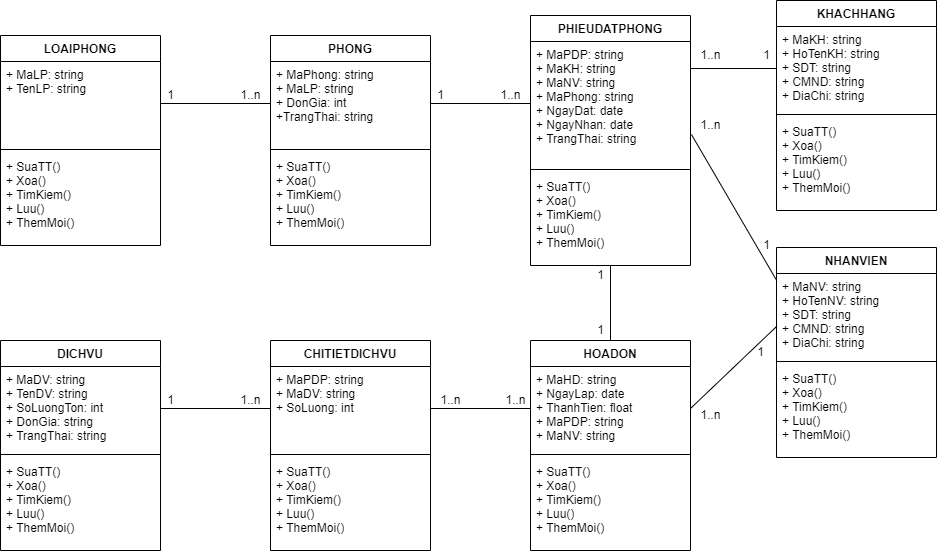 LOAIPHONG
+ MaLP: string
+ TenLP: string
+ SuaTT()
+ Xoa()
+ TimKiem()
+ Luu()
+ ThemMoi()
1
1..n
PHONG
+ MaPhong: string
+ MaLP: string
+ DonGia: int
+TrangThai: string
+ SuaTT()
+ Xoa()
+ TimKiem()
+ Luu()
+ ThemMoi()
1
1..n
PHIEUDATPHONG
+ MaPDP: string
+ MaKH: string
+ MaNV: string
+ MaPhong: string
+ NgayDat: date
+ NgayNhan: date
+ TrangThai: string
+ SuaTT()
+ Xoa()
+ TimKiem()
+ Luu()
+ ThemMoi()
1..n
1
KHACHHANG
+ MaKH: string
+ HoTenKH: string
+ SDT: string
+ CMND: string
+ DiaChi: string
+ SuaTT()
+ Xoa()
+ TimKiem()
+ Luu()
+ ThemMoi()
1..n
1
NHANVIEN
+ MaNV: string
+ HoTenNV: string
+ SDT: string
+ CMND: string
+ DiaChi: string
+ SuaTT()
+ Xoa()
+ TimKiem()
+ Luu()
+ ThemMoi()
1
1
DICHVU
+ MaDV: string
+ TenDV: string
+ SoLuongTon: int
+ DonGia: string
+ TrangThai: string
+ SuaTT()
+ Xoa()
+ TimKiem()
+ Luu()
+ ThemMoi()
1
1..n
CHITIETDICHVU
+ MaPDP: string
+ MaDV: string
+ SoLuong: int
+ SuaTT()
+ Xoa()
+ TimKiem()
+ Luu()
+ ThemMoi()
1..n
1..n
HOADON
+ MaHD: string
+ NgayLap: date
+ ThanhTien: float
+ MaPDP: string
+ MaNV: string
+ SuaTT()
+ Xoa()
+ TimKiem()
+ Luu()
+ ThemMoi()
1
1..n